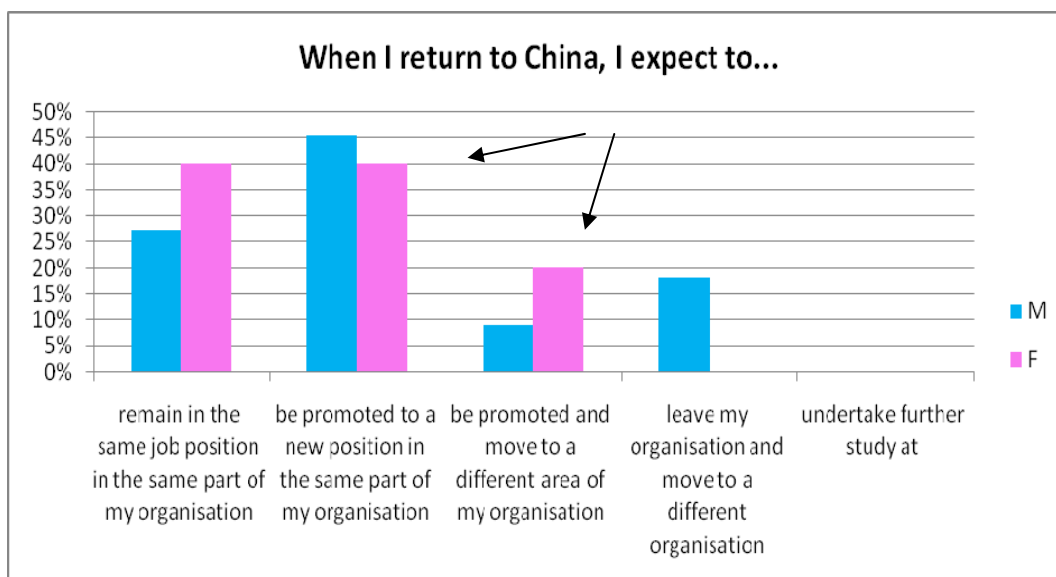 When I return to China, I expect to...
50%
45%
40%
35%
30%
25%
20%
15%
10%
5%
0%
M
F
remain in the
same job position
in the same part of
my organisation
be promoted to a
new position in
the same part of
my organisation
be promoted and
move to a
different area of
my organisation
leave my
organisation and
move to a
different
organisation
undertake further
study at